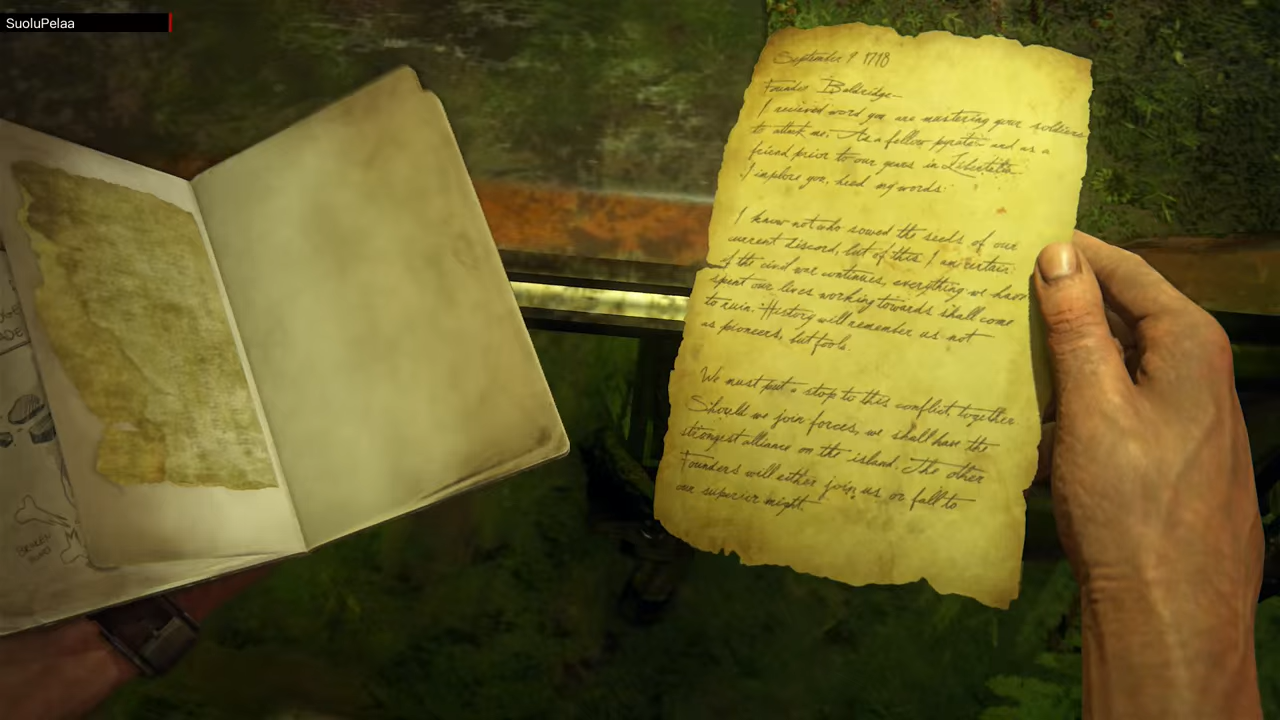 SuoluPelaa
September 9 1718
Founder Baldridge-
I recieved word you are mustering your soldiers
to attack me. As a fellow pyrate and as a
friend prior to our years in Libertalia
I implore you, heed my words:
I know not who sowed the seeds of our
current discord, but of this I am certain:
if the civil war continues, everything we have
spent our lives working towards shall come
to ruin. History will remember us not
as pioneers, but fools.
We must put a stop to this conflict, together.
Should we join forces, we shall have the
strongest alliance on the island. The other
Founders will either join us or fall to
our superior might.
BROKEN